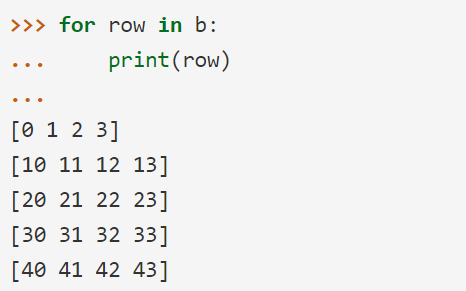 >>> for row in b:
...     print(row)
...
[0 1 2 3]
[10 11 12 13]
[20 21 22 23]
[30 31 32 33]
[40 41 42 43]